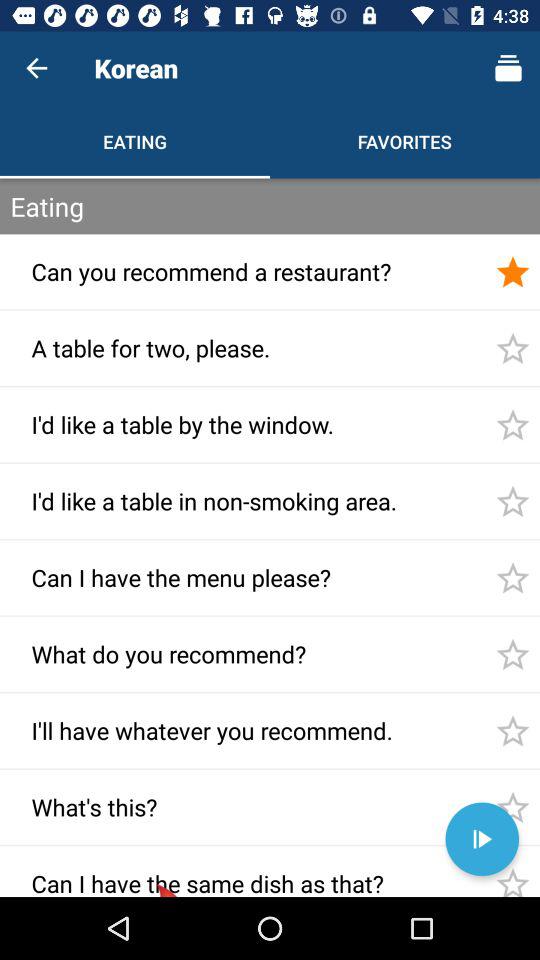 4:38
Korean
EATING
FAVORITES
Eating
Can you recommend a restaurant?
A table for two, please.
I'd like a table by the window.
I'd like a table in non-smoking area.
Can I have the menu please?
What do you recommend?
I'll have whatever you recommend.
What's this?
Can I have the same dish as that?